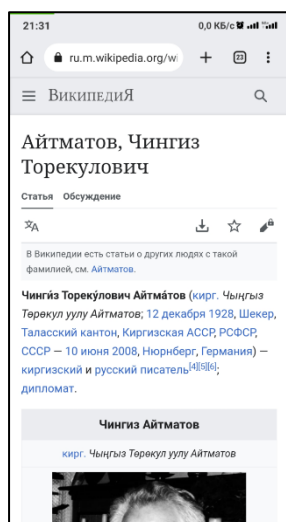 21:31 0,0 КБ/с
ru.m.wikipedia.org/wi 23
ВикипедиЯ
Айтматов, Чингиз
Торекулович
Статья Обсуждение
В Википедии есть статьи о других людях с такой
фамилией, см. Айтматов.
Чинги́з Тореку́лович Айтма́тов (кирг. Чыңгыз
Төрөкул уулу Айтматов; 12 декабря 1928, Шекер,
Таласский кантон, Киргизская АССР, РСФСР,
СССР — 10 июня 2008, Нюрнберг, Германия) —
киргизский и русский писатель[4][5][6];
дипломат.
Чингиз Айтматов
кирг. Чыңгыз Төрөкул уулу Айтматов